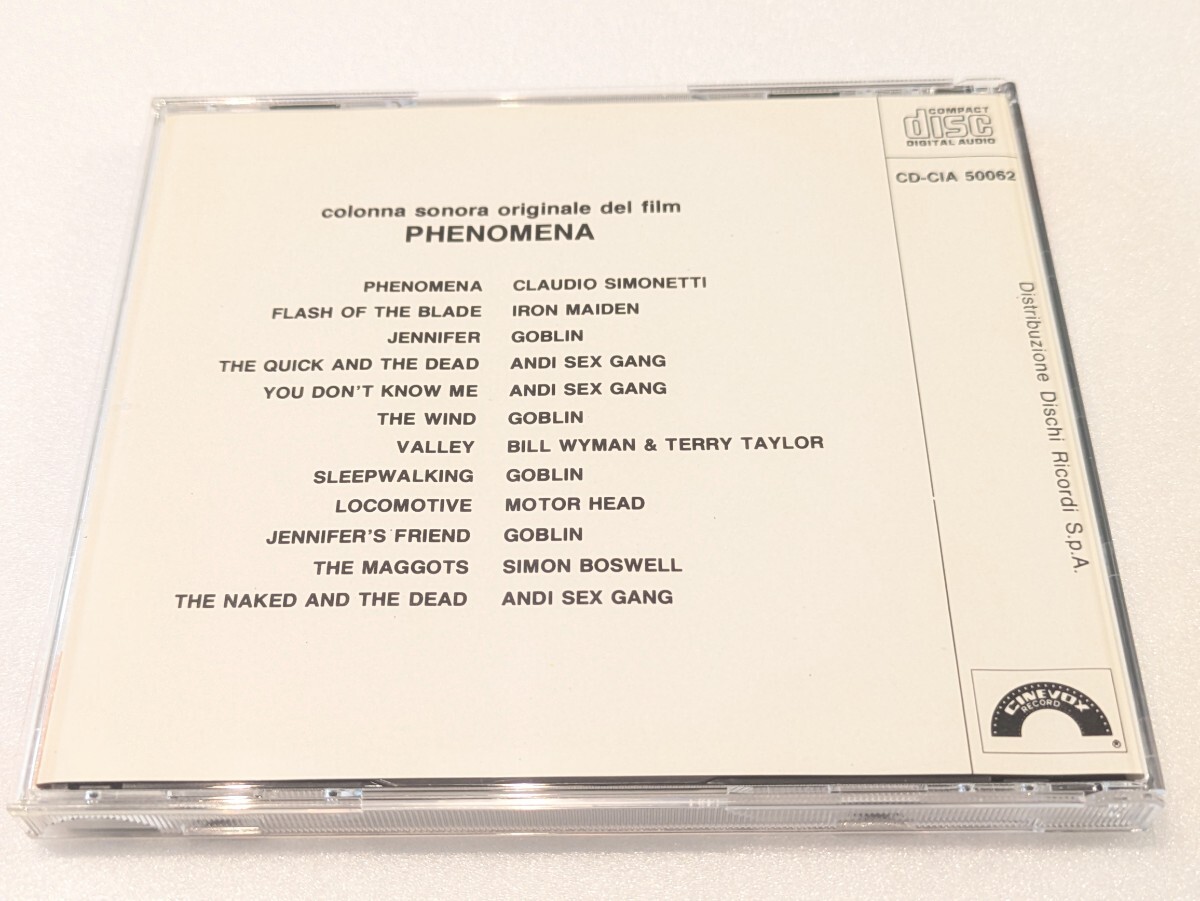 colonna sonora originale del film
PHENOMENA
PHENOMENA CLAUDIO SIMONETTI
FLASH OF THE BLADE IRON MAIDEN
JENNIFER GOBLIN
THE QUICK AND THE DEAD ANDI SEX GANG
YOU DON'T KNOW ME ANDI SEX GANG
THE WIND GOBLIN
VALLEY BILL WYMAN & TERRY TAYLOR
SLEEPWALKING GOBLIN
LOCOMOTIVE MOTOR HEAD
JENNIFER'S FRIEND GOBLIN
THE MAGGOTS SIMON BOSWELL
THE NAKED AND THE DEAD ANDI SEX GANG
COMPACT
disc
DIGITAL AUDIO
CD-CIA 50062
Distribuzione Dischi Ricordi S.p.A.
CINEVOX
RECORD
®